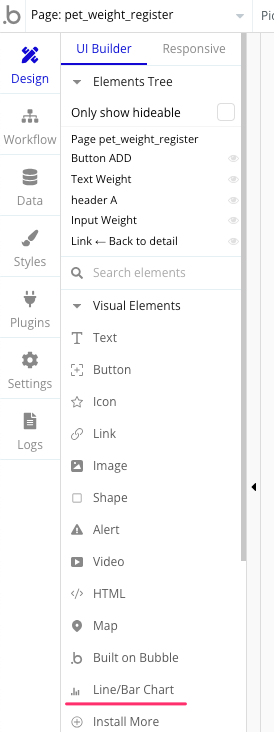 Page: pet_weight_register
Pic
UI Builder
Responsive
Design
Elements Tree
Only show hideable
Workflow
Page pet_weight_register
Button ADD
Text Weight
header A
Input Weight
Link ← Back to detail
Data
Search elements
Styles
Visual Elements
Text
Plugins
Button
Icon
Settings
Link
Logs
Image
Shape
Alert
Video
</> HTML
Map
Built on Bubble
Line/Bar Chart
Install More